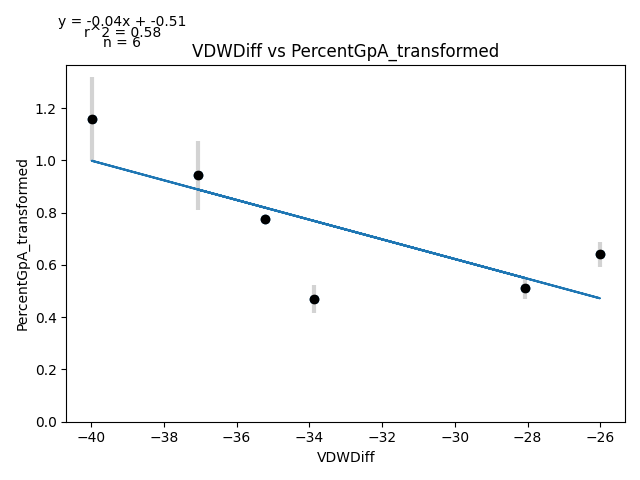 y = -0.04x + -0.51
r^2 = 0.58
n = 6
VDWDiff vs PercentGpA_transformed
PercentGpA_transformed
1.2
1.0
0.8
0.6
0.4
0.2
0.0
−40
−38
−36
−34
−32
−30
−28
−26
VDWDiff